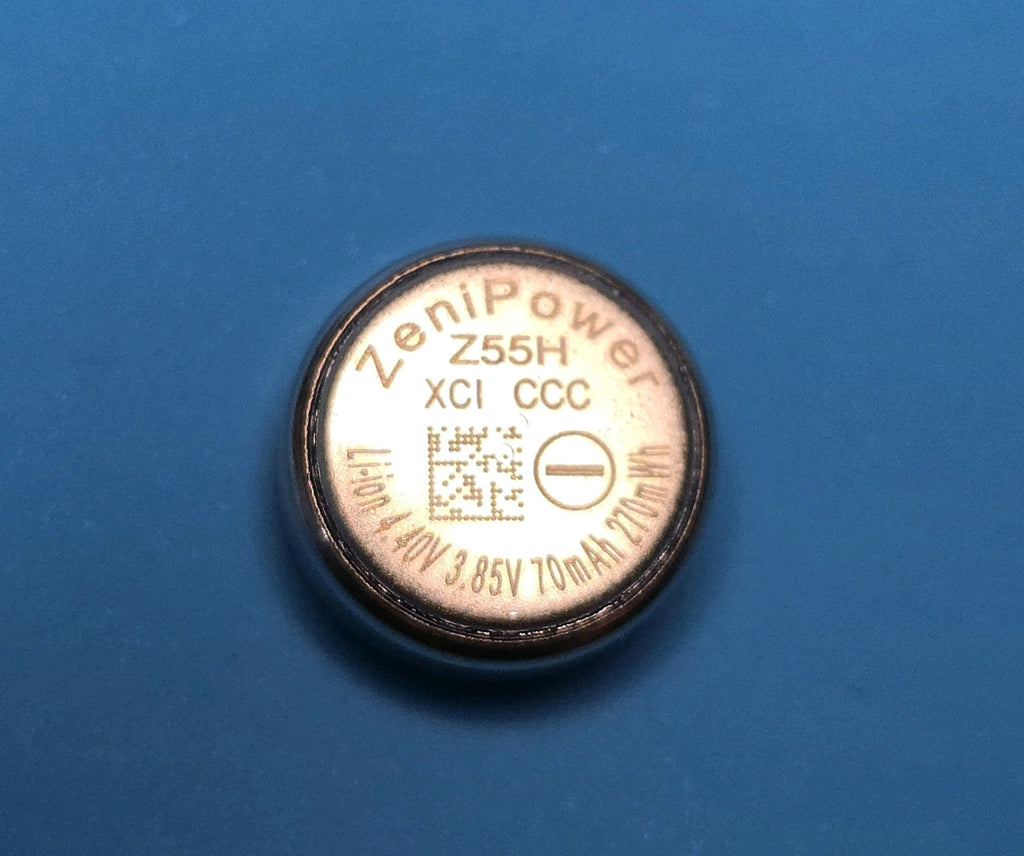 ZeniPower
Z55H
XCI CCC
Li-ion 4.40V 3.85V 70mAh 270mWh